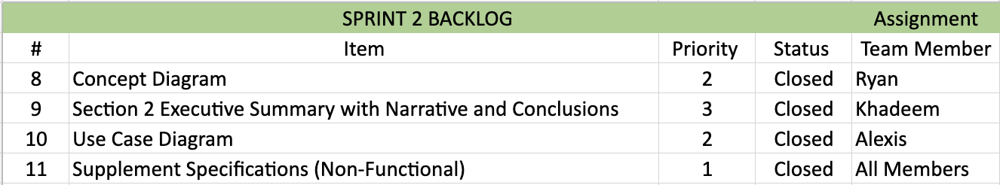 SPRINT 2 BACKLOG Assignment
# Item Priority Status Team Member
8 Concept Diagram 2 Closed Ryan
9 Section 2 Executive Summary with Narrative and Conclusions 3 Closed Khadeem
10 Use Case Diagram 2 Closed Alexis
11 Supplement Specifications (Non-Functional) 1 Closed All Members